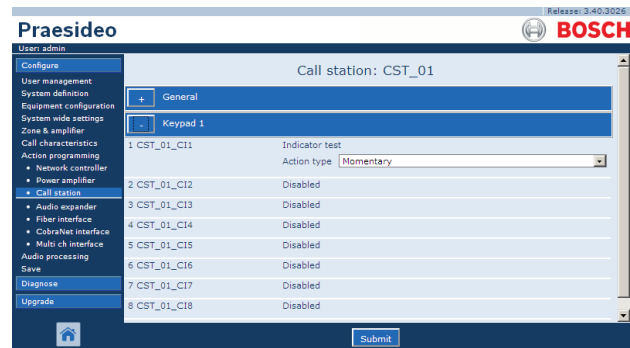 Release: 3.40.3026
Praesideo
BOSCH
User: admin
Configure
User management
System definition
Equipment configuration
System wide settings
Zone & amplifier
Call characteristics
Action programming
• Network controller
• Power amplifier
• Call station
• Audio expander
• Fiber interface
• CobraNet interface
• Multi ch interface
Audio processing
Save
Diagnose
Upgrade
Call station: CST_01
+ General
- Keypad 1
1 CST_01_CI1 Indicator test
Action type Momentary
2 CST_01_CI2 Disabled
3 CST_01_CI3 Disabled
4 CST_01_CI4 Disabled
5 CST_01_CI5 Disabled
6 CST_01_CI6 Disabled
7 CST_01_CI7 Disabled
8 CST_01_CI8 Disabled
Submit